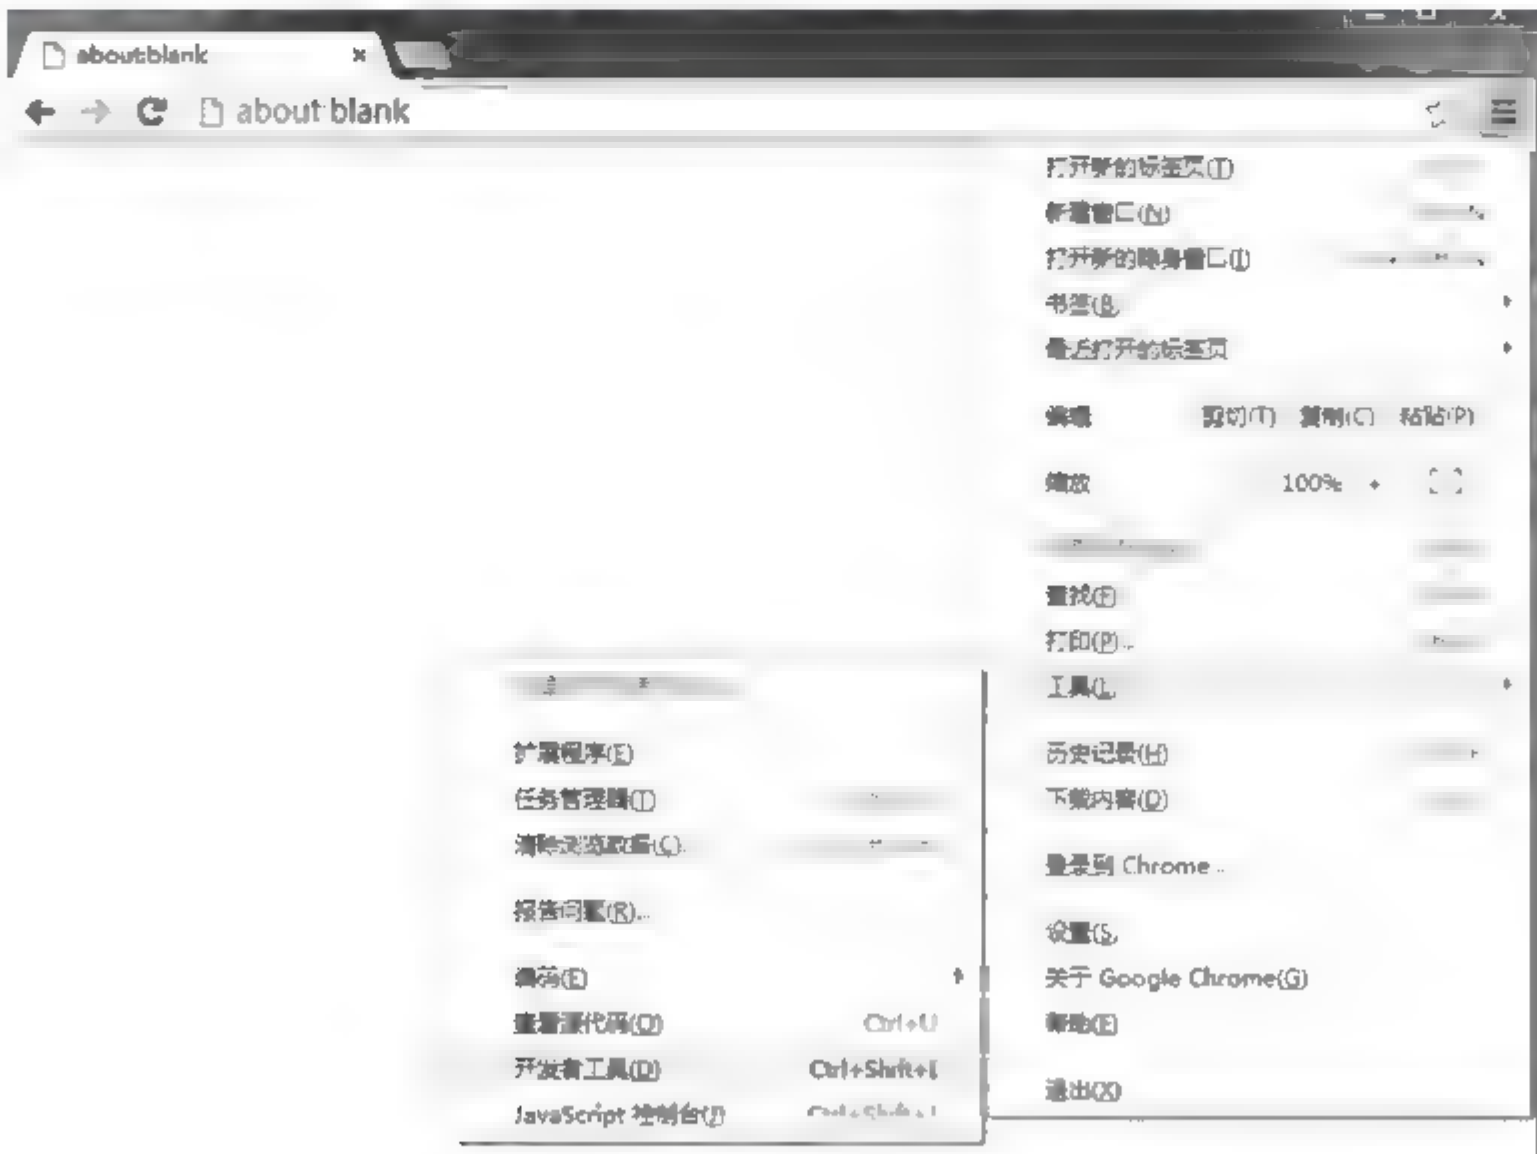 about:blank
about:blank
打开新的标签页(T)
新建窗口(N)
打开新的隐身窗口(I)
书签(B)
最近打开的标签页
编辑 剪切(T) 复制(C) 粘贴(P)
缩放 100% +
查找(F)
打印(P)...
工具(L)
历史记录(H)
下载内容(D)
登录到 Chrome...
设置(S)
关于 Google Chrome(G)
帮助(E)
退出(X)
扩展程序(E)
任务管理器(T)
清除浏览数据(C)...
报告问题(R)...
编码(E)
查看源代码(O) Ctrl+U
开发者工具(D) Ctrl+Shift+I
JavaScript 控制台(J) Ctrl+Shift+J